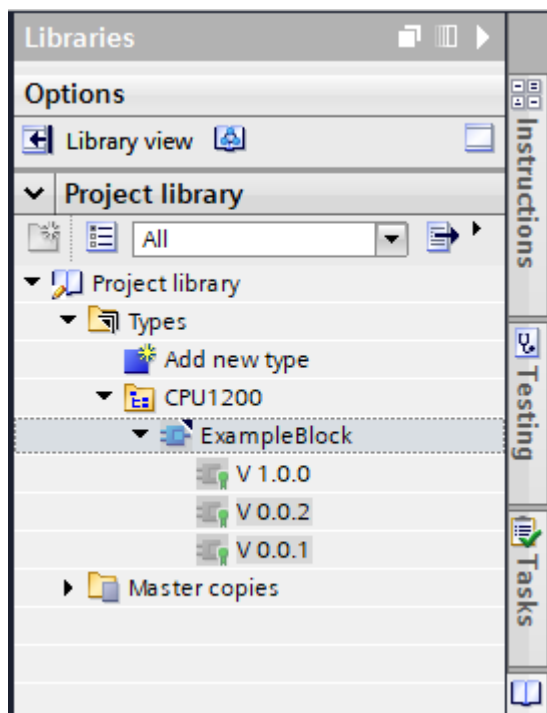 Libraries
Options
Library view
Project library
All
Project library
Types
Add new type
CPU1200
ExampleBlock
V 1.0.0
V 0.0.2
V 0.0.1
Master copies
Instructions
Testing
Tasks